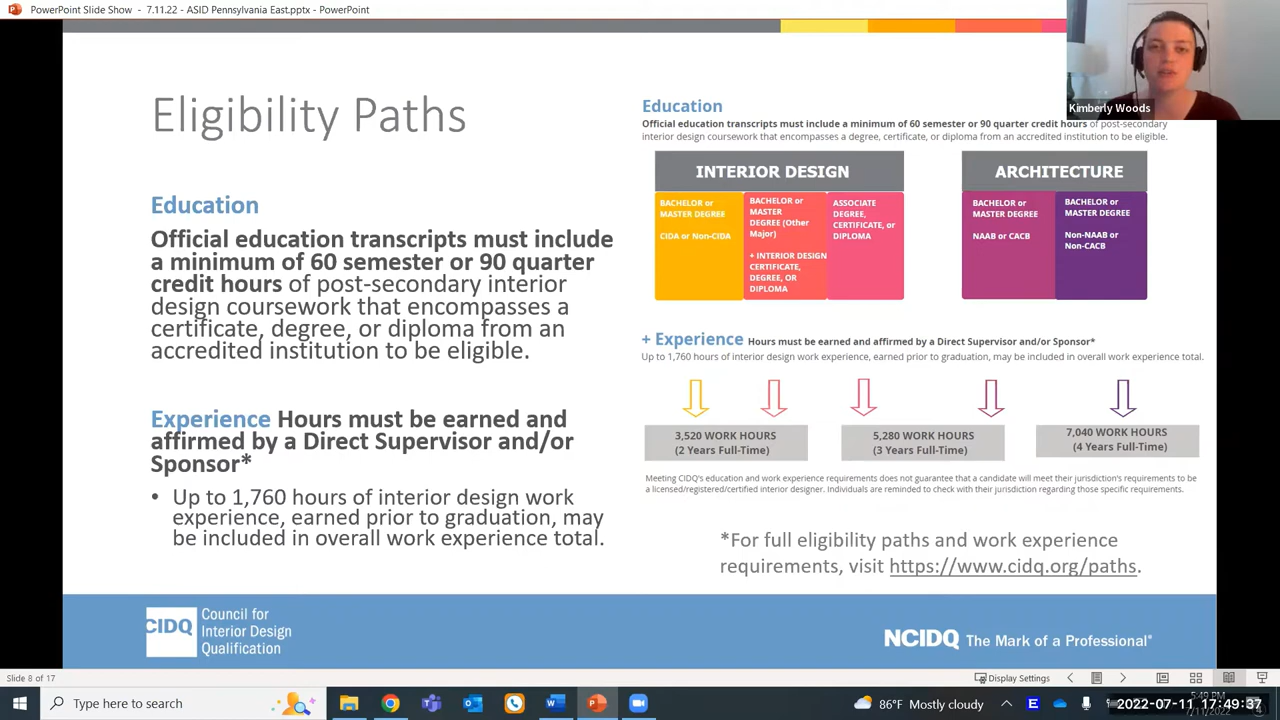 PowerPoint Slide Show - 7.11.22 - ASID Pennsylvania East.pptx - PowerPoint
Kimberly Woods
Eligibility Paths
Education
Official education transcripts must include
a minimum of 60 semester or 90 quarter
credit hours of post-secondary interior
design coursework that encompasses a
certificate, degree, or diploma from an
accredited institution to be eligible.
Experience Hours must be earned and
affirmed by a Direct Supervisor and/or
Sponsor*
• Up to 1,760 hours of interior design work
experience, earned prior to graduation, may
be included in overall work experience total.
Education
Official education transcripts must include a minimum of 60 semester or 90 quarter credit hours of post-secondary
interior design coursework that encompasses a degree, certificate, or diploma from an accredited institution to be eligible.
INTERIOR DESIGN
BACHELOR or
MASTER DEGREE
CIDA or Non-CIDA
BACHELOR or
MASTER
DEGREE (Other
Major)
+ INTERIOR DESIGN
CERTIFICATE,
DEGREE, OR
DIPLOMA
ASSOCIATE
DEGREE,
CERTIFICATE, or
DIPLOMA
ARCHITECTURE
BACHELOR or
MASTER DEGREE
NAAB or CACB
BACHELOR or
MASTER DEGREE
Non-NAAB or
Non-CACB
+ Experience Hours must be earned and affirmed by a Direct Supervisor and/or Sponsor*
Up to 1,760 hours of interior design work experience, earned prior to graduation, may be included in overall work experience total.
3,520 WORK HOURS
(2 Years Full-Time)
5,280 WORK HOURS
(3 Years Full-Time)
7,040 WORK HOURS
(4 Years Full-Time)
Meeting CIDQ's education and work experience requirements does not guarantee that a candidate will meet their jurisdiction's requirements to be
a licensed/registered/certified interior designer. Individuals are reminded to check with their jurisdiction regarding those specific requirements.
*For full eligibility paths and work experience
requirements, visit https://www.cidq.org/paths.
CIDQ
Council for
Interior Design
Qualification
NCIDQ The Mark of a Professional®
Slide 8 of 17
Display Settings
Type here to search
86°F Mostly cloudy
5:49 PM
7/11/2022
2022-07-11 17:49:37